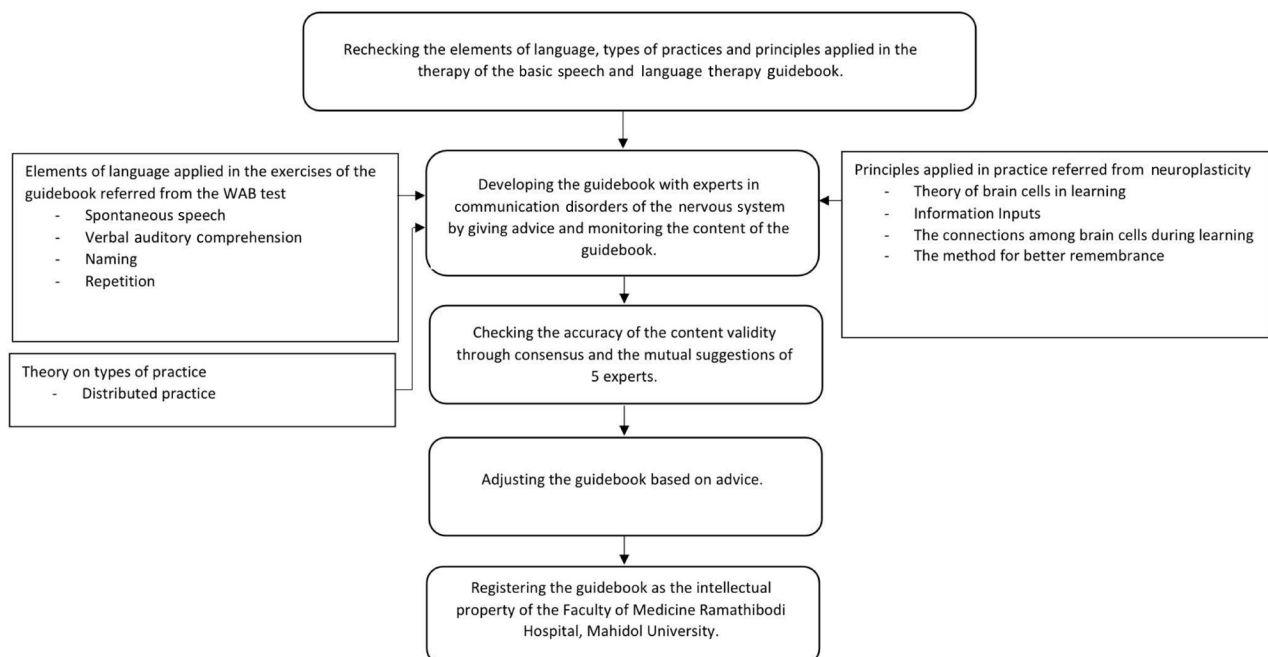 Rechecking the elements of language, types of practices and principles applied in the
therapy of the basic speech and language therapy guidebook.
Elements of language applied in the exercises of the
guidebook referred from the WAB test
- Spontaneous speech
- Verbal auditory comprehension
- Naming
- Repetition
Theory on types of practice
- Distributed practice
Developing the guidebook with experts in
communication disorders of the nervous system
by giving advice and monitoring the content of the
guidebook.
Principles applied in practice referred from neuroplasticity
- Theory of brain cells in learning
- Information Inputs
- The connections among brain cells during learning
- The method for better remembrance
Checking the accuracy of the content validity
through consensus and the mutual suggestions of
5 experts.
Adjusting the guidebook based on advice.
Registering the guidebook as the intellectual
property of the Faculty of Medicine Ramathibodi
Hospital, Mahidol University.